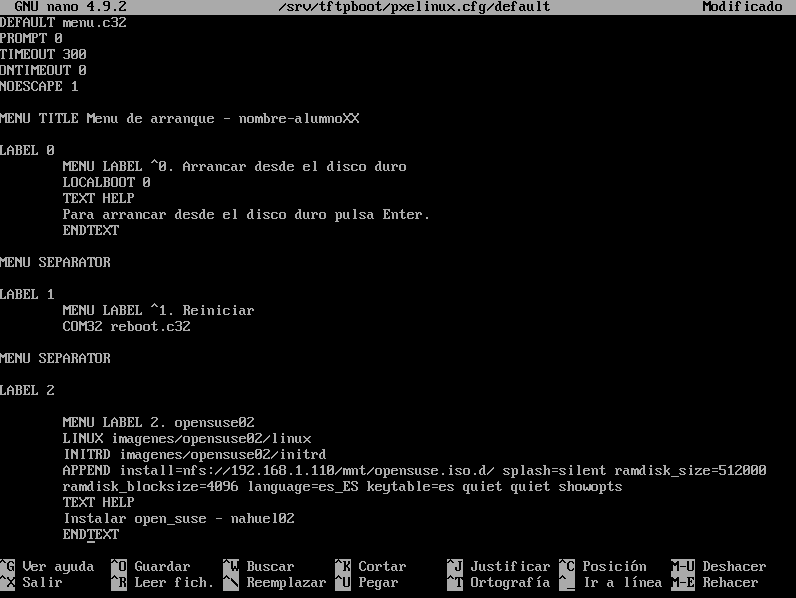 GNU nano 4.9.2 /srv/tftpboot/pxelinux.cfg/default Modificado
DEFAULT menu.c32
PROMPT 0
TIMEOUT 300
ONTIMEOUT 0
NOESCAPE 1
MENU TITLE Menu de arranque - nombre-alumnoXX
LABEL 0
MENU LABEL ^0. Arrancar desde el disco duro
LOCALBOOT 0
TEXT HELP
Para arrancar desde el disco duro pulsa Enter.
ENDTEXT
MENU SEPARATOR
LABEL 1
MENU LABEL ^1. Reiniciar
COM32 reboot.c32
MENU SEPARATOR
LABEL 2
MENU LABEL 2. opensuse02
LINUX imagenes/opensuse02/linux
INITRD imagenes/opensuse02/initrd
APPEND install=nfs://192.168.1.110/mnt/opensuse.iso.d/ splash=silent ramdisk_size=512000
ramdisk_blocksize=4096 language=es_ES keytable=es quiet quiet showopts
TEXT HELP
Instalar open_suse - nahuel02
ENDTEXT
^G Ver ayuda ^O Guardar ^W Buscar ^K Cortar ^J Justificar ^C Posición M-U Deshacer
^X Salir ^R Leer fich. ^\ Reemplazar ^U Pegar ^T Ortografía ^_ Ir a línea M-E Rehacer